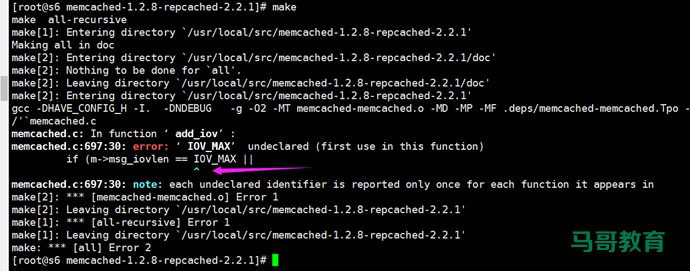 [root@s6 memcached-1.2.8-repcached-2.2.1]# make
make  all-recursive
make[1]: Entering directory `/usr/local/src/memcached-1.2.8-repcached-2.2.1'
Making all in doc
make[2]: Entering directory `/usr/local/src/memcached-1.2.8-repcached-2.2.1/doc'
make[2]: Nothing to be done for `all'.
make[2]: Leaving directory `/usr/local/src/memcached-1.2.8-repcached-2.2.1/doc'
make[2]: Entering directory `/usr/local/src/memcached-1.2.8-repcached-2.2.1'
gcc -DHAVE_CONFIG_H -I.  -DNDEBUG   -g -O2 -MT memcached-memcached.o -MD -MP -MF .deps/memcached-memcached.Tpo -
/'`memcached.c
memcached.c: In function ‘ add_iov’ :
memcached.c:697:30: error: ‘ IOV_MAX’  undeclared (first use in this function)
if (m->msg_iovlen == IOV_MAX ||
^
memcached.c:697:30: note: each undeclared identifier is reported only once for each function it appears in
make[2]: *** [memcached-memcached.o] Error 1
make[2]: Leaving directory `/usr/local/src/memcached-1.2.8-repcached-2.2.1'
make[1]: *** [all-recursive] Error 1
make[1]: Leaving directory `/usr/local/src/memcached-1.2.8-repcached-2.2.1'
make: *** [all] Error 2
[root@s6 memcached-1.2.8-repcached-2.2.1]#
马哥教育